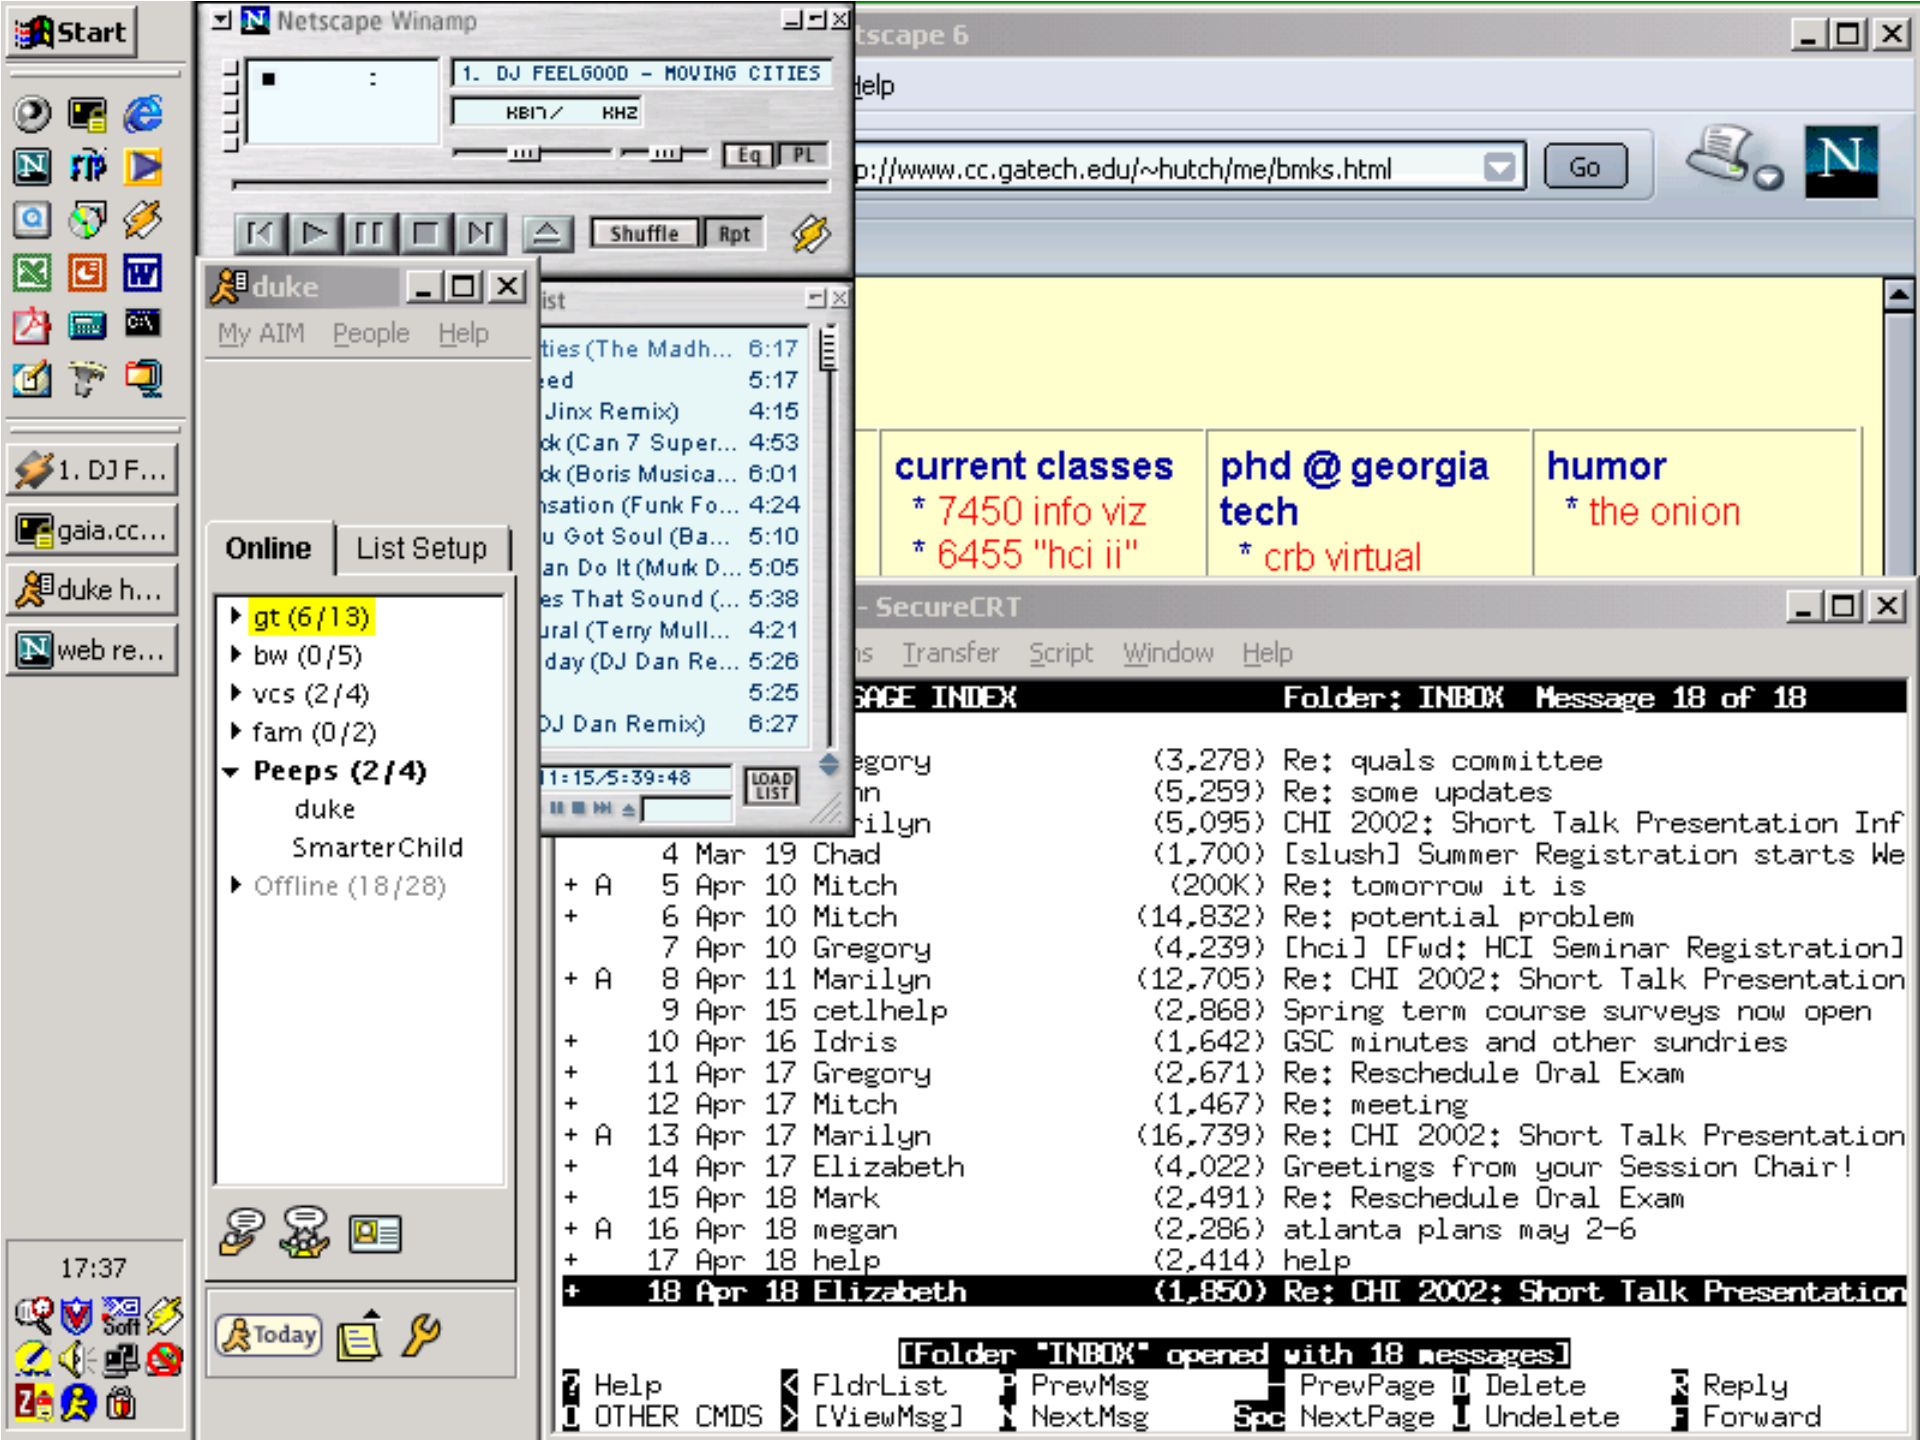 Start
1. DJ F...
gaia.cc...
duke h...
web re...
17:37
Netscape Winamp
1. DJ FEELGOOD - MOVING CITIES
KBIT/ KHZ
Eq PL
Shuffle Rpt
duke
My AIM People Help
Online List Setup
gt (6/13)
bw (0/5)
vcs (2/4)
fam (0/2)
Peeps (2/4)
duke
SmarterChild
Offline (18/28)
Today
ist
ties (The Madh... 6:17
eed 5:17
Jinx Remix) 4:15
ck (Can 7 Super... 4:53
ck (Boris Musica... 6:01
nsation (Funk Fo... 4:24
u Got Soul (Ba... 5:10
an Do It (Murk D... 5:05
es That Sound (... 5:38
ural (Terry Mull... 4:21
day (DJ Dan Re... 5:26
5:25
DJ Dan Remix) 6:27
11:15/5:39:48
LOAD
LIST
tscape 6
Help
p://www.cc.gatech.edu/~hutch/me/bmks.html
Go
N
current classes
* 7450 info viz
* 6455 "hci ii"
phd @ georgia
tech
* crb virtual
humor
* the onion
- SecureCRT
ns Transfer Script Window Help
SAGE INDEX Folder: INBOX Message 18 of 18
egory (3,278) Re: quals committee
nn (5,259) Re: some updates
rilyn (5,095) CHI 2002: Short Talk Presentation Inf
4 Mar 19 Chad (1,700) [slush] Summer Registration starts We
+ A 5 Apr 10 Mitch (200K) Re: tomorrow it is
+ 6 Apr 10 Mitch (14,832) Re: potential problem
7 Apr 10 Gregory (4,239) [hci] [Fwd: HCI Seminar Registration]
+ A 8 Apr 11 Marilyn (12,705) Re: CHI 2002: Short Talk Presentation
9 Apr 15 cetlhelp (2,868) Spring term course surveys now open
+ 10 Apr 16 Idris (1,642) GSC minutes and other sundries
+ 11 Apr 17 Gregory (2,671) Re: Reschedule Oral Exam
+ 12 Apr 17 Mitch (1,467) Re: meeting
+ A 13 Apr 17 Marilyn (16,739) Re: CHI 2002: Short Talk Presentation
+ 14 Apr 17 Elizabeth (4,022) Greetings from your Session Chair!
+ 15 Apr 18 Mark (2,491) Re: Reschedule Oral Exam
+ A 16 Apr 18 megan (2,286) atlanta plans may 2-6
+ 17 Apr 18 help (2,414) help
+ 18 Apr 18 Elizabeth (1,850) Re: CHI 2002: Short Talk Presentation
[Folder "INBOX" opened with 18 messages]
? Help < FldrList P PrevMsg - PrevPage D Delete R Reply
O OTHER CMDS > [ViewMsg] N NextMsg Spc NextPage U Undelete F Forward